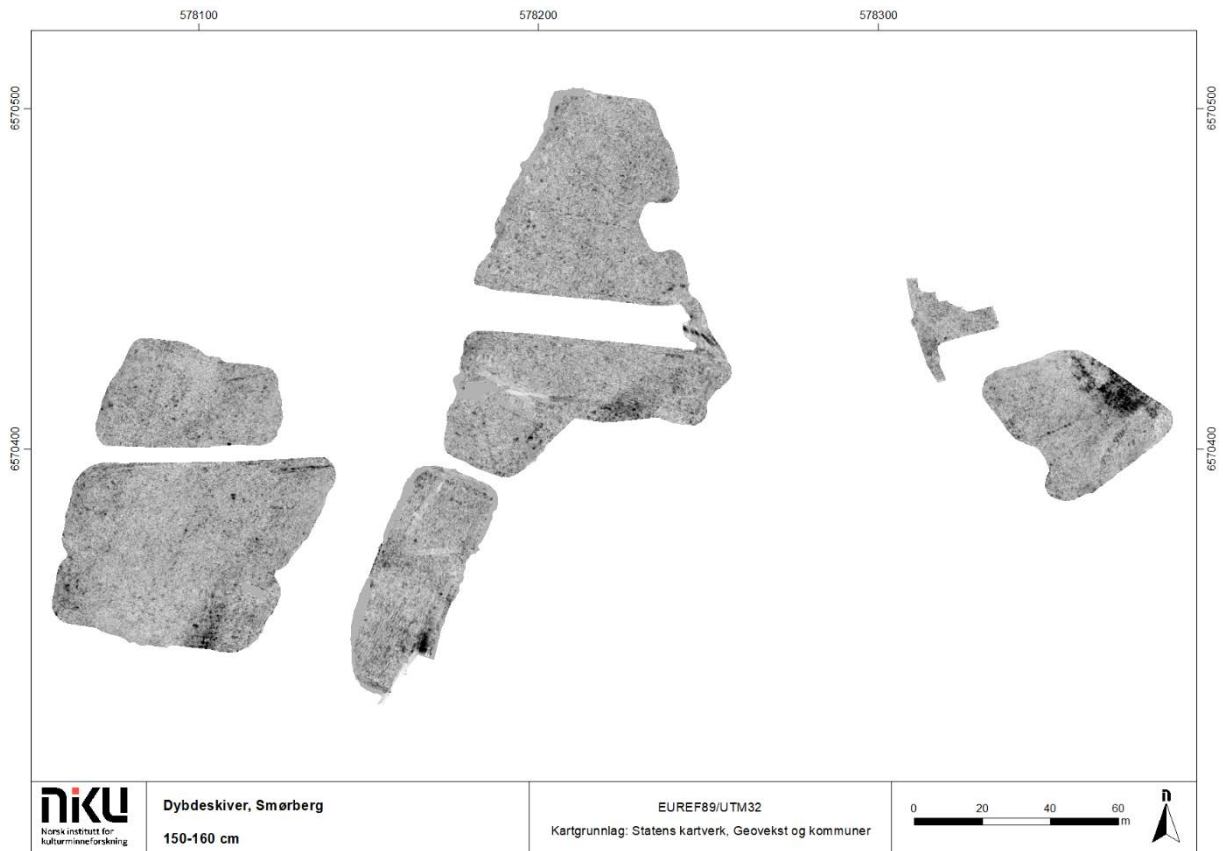 578100 578200 578300
6570500 6570500
6570400 6570400
niku
Norsk institutt for
kulturminneforskning
Dybdeskiver, Smørberg
150-160 cm
EUREF89/UTM32
Kartgrunnlag: Statens kartverk, Geovekst og kommuner
0 20 40 60
m
n